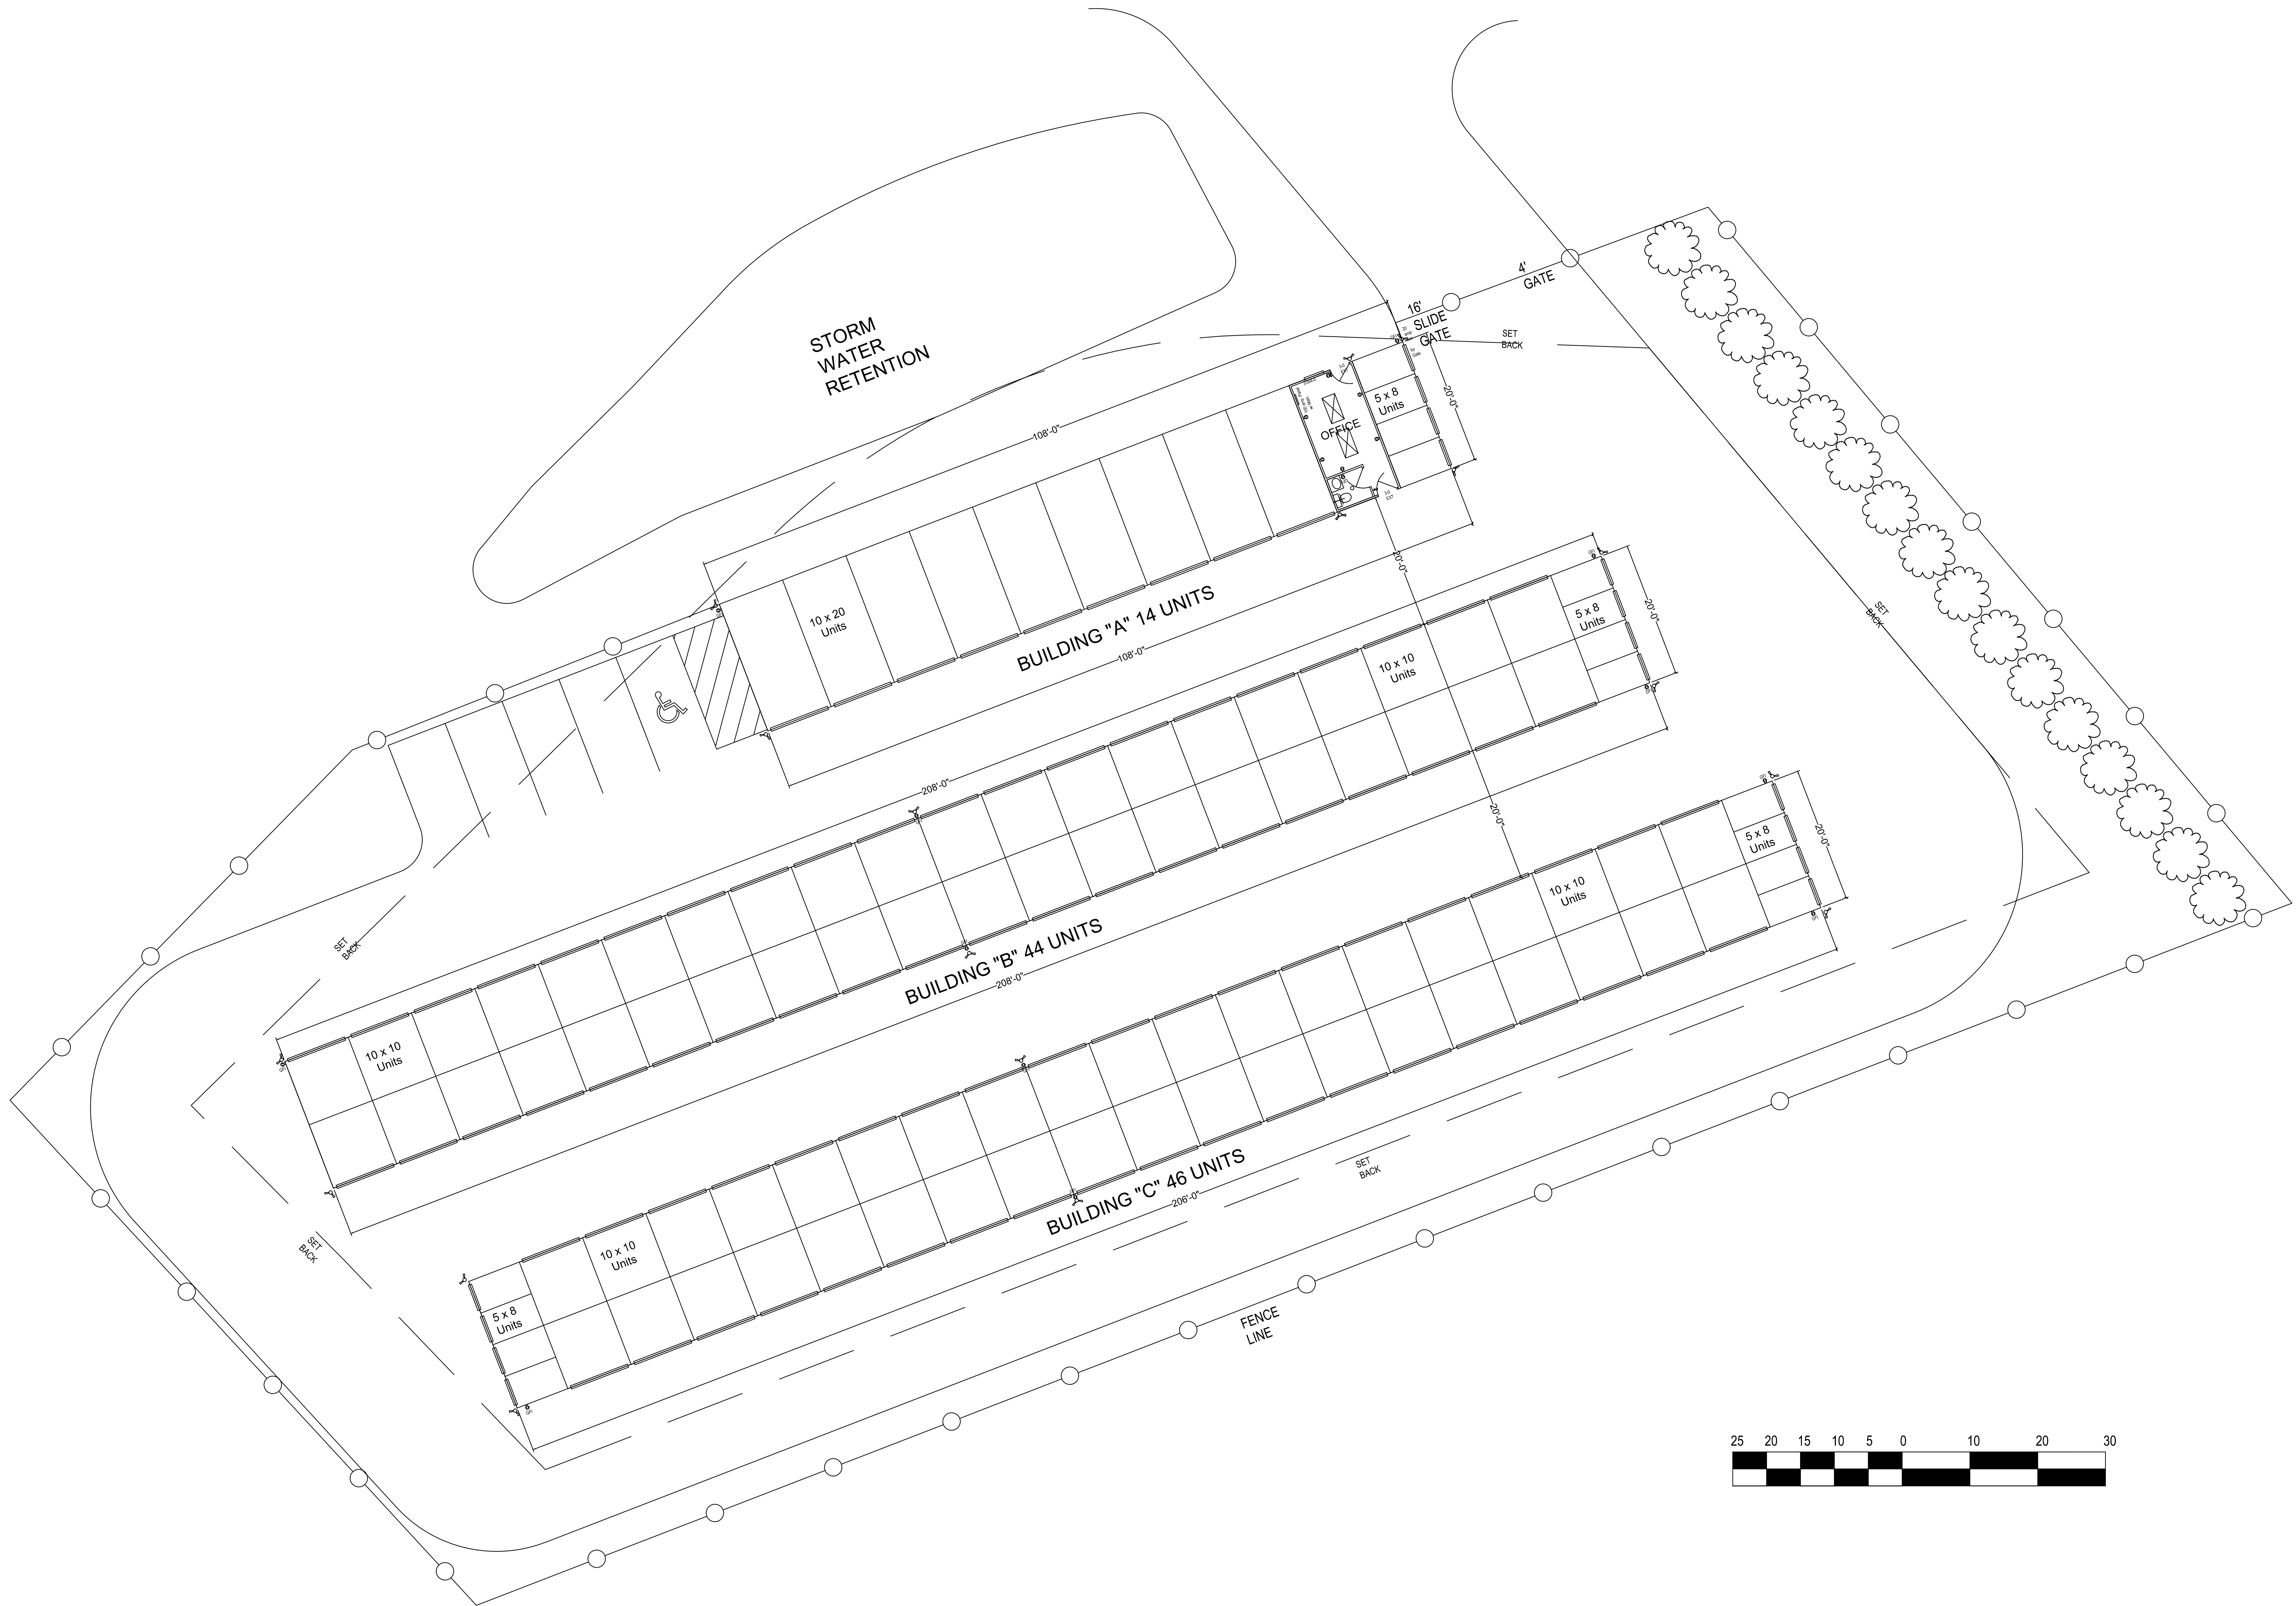 STORM
WATER
RETENTION
4'
GATE
16'
SLIDE
GATE
SET
BACK
108'-0"
OFFICE
5 x 8
Units
20'-0"
10 x 20
Units
BUILDING "A" 14 UNITS
108'-0"
20'-0"
5 x 8
Units
20'-0"
SET
BACK
10 x 10
Units
208'-0"
20'-0"
5 x 8
Units
20'-0"
10 x 10
Units
SET
BACK
BUILDING "B" 44 UNITS
208'-0"
10 x 10
Units
BUILDING "C" 46 UNITS
206'-0"
SET
BACK
SET
BACK
10 x 10
Units
5 x 8
Units
FENCE
LINE
25 20 15 10 5 0 10 20 30